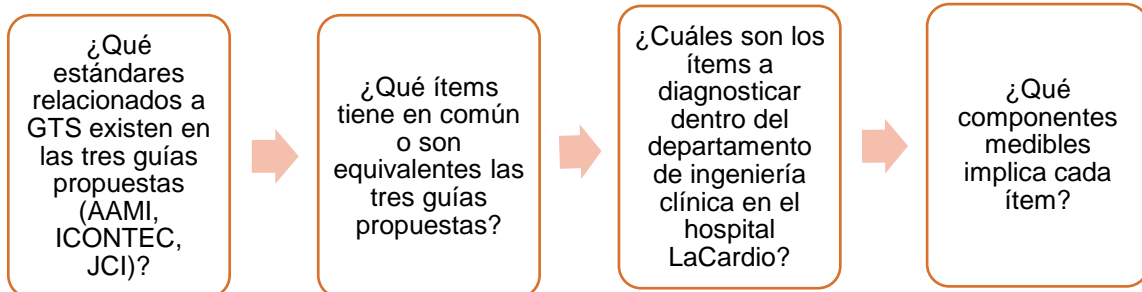 ¿Qué
estándares
relacionados a
GTS existen en
las tres guías
propuestas
(AAMI,
ICONTEC,
JCI)?
¿Qué ítems
tiene en común
o son
equivalentes las
tres guías
propuestas?
¿Cuáles son los
ítems a
diagnosticar
dentro del
departamento
de ingeniería
clínica en el
hospital
LaCardio?
¿Qué
componentes
medibles
implica cada
ítem?